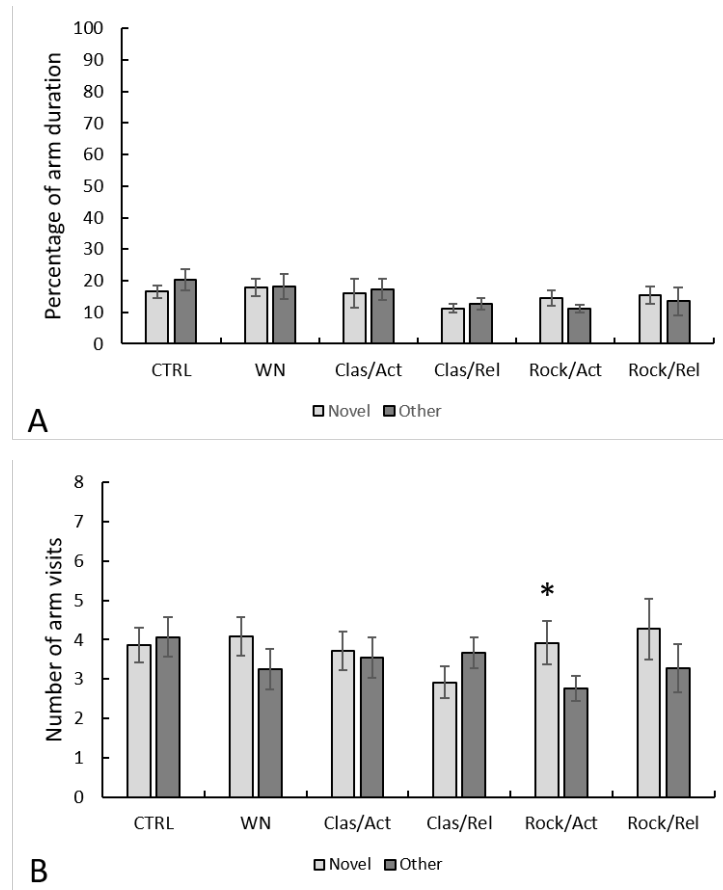 Percentage of arm duration
100
90
80
70
60
50
40
30
20
10
0
CTRL WN Clas/Act Clas/Rel Rock/Act Rock/Rel
Novel Other
A
Number of arm visits
8
7
6
5
4
*
3
2
1
0
CTRL WN Clas/Act Clas/Rel Rock/Act Rock/Rel
Novel Other
B